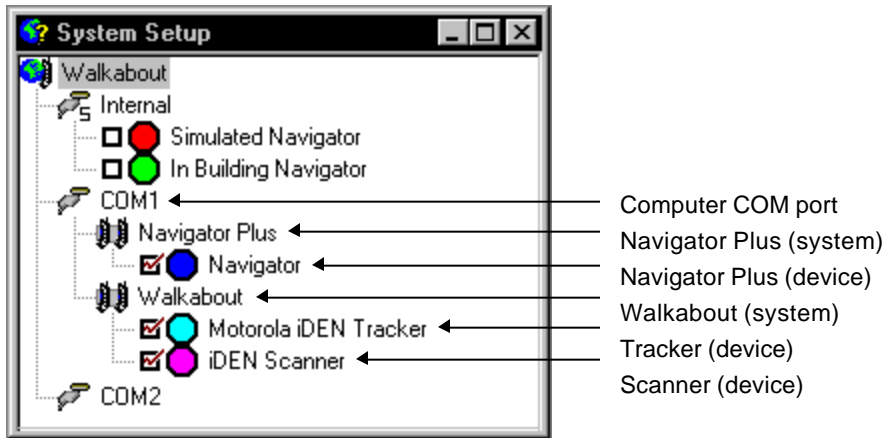 System Setup
Walkabout
Internal
Simulated Navigator
In Building Navigator
COM1
Navigator Plus
Navigator
Walkabout
Motorola iDEN Tracker
iDEN Scanner
COM2
Computer COM port
Navigator Plus (system)
Navigator Plus (device)
Walkabout (system)
Tracker (device)
Scanner (device)